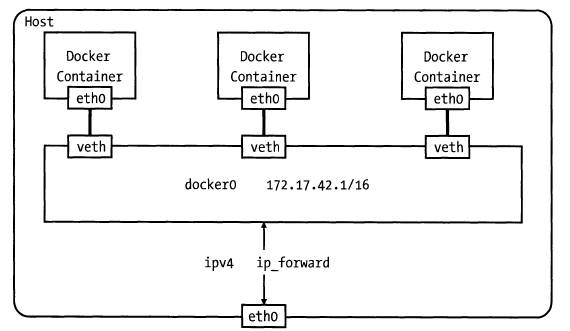 Host
Docker
Container
eth0
Docker
Container
eth0
Docker
Container
eth0
veth
veth
veth
docker0 172.17.42.1/16
ipv4 ip_forward
eth0